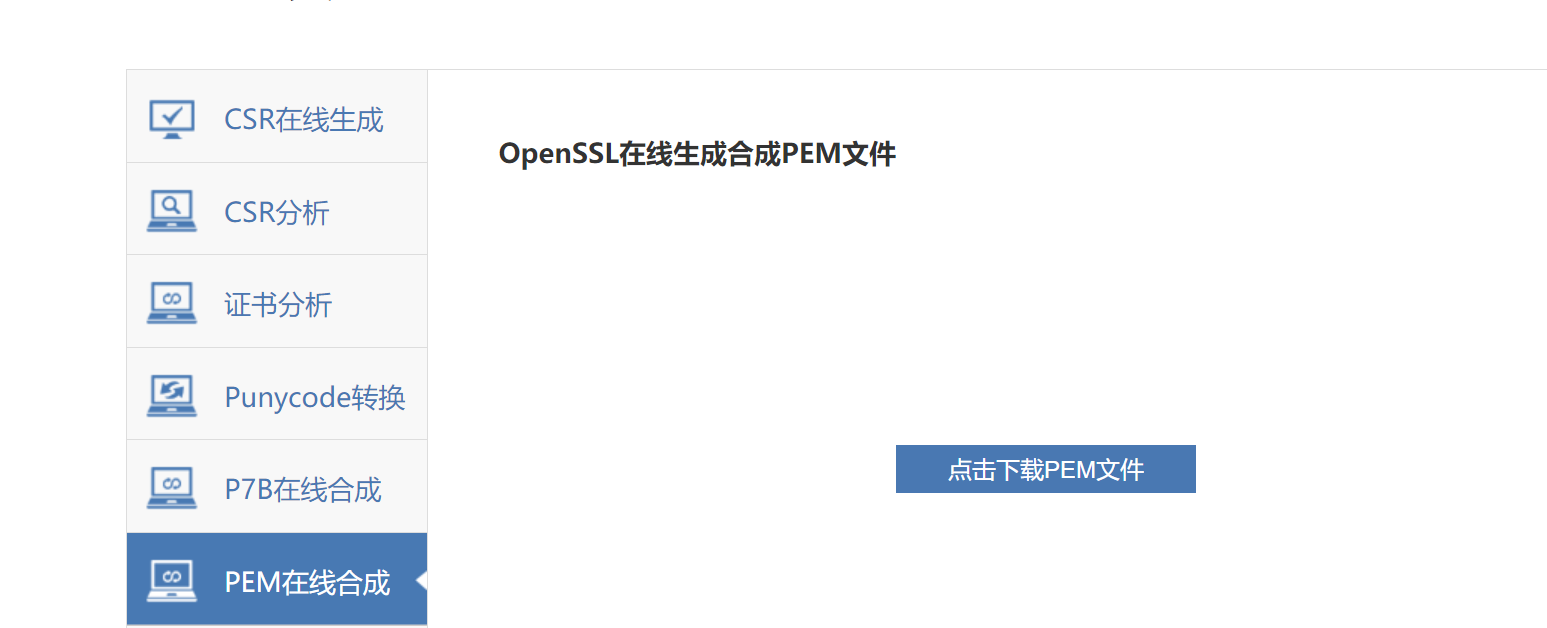 CSR在线生成
CSR分析
证书分析
Punycode转换
P7B在线合成
PEM在线合成
OpenSSL在线生成合成PEM文件
点击下载PEM文件